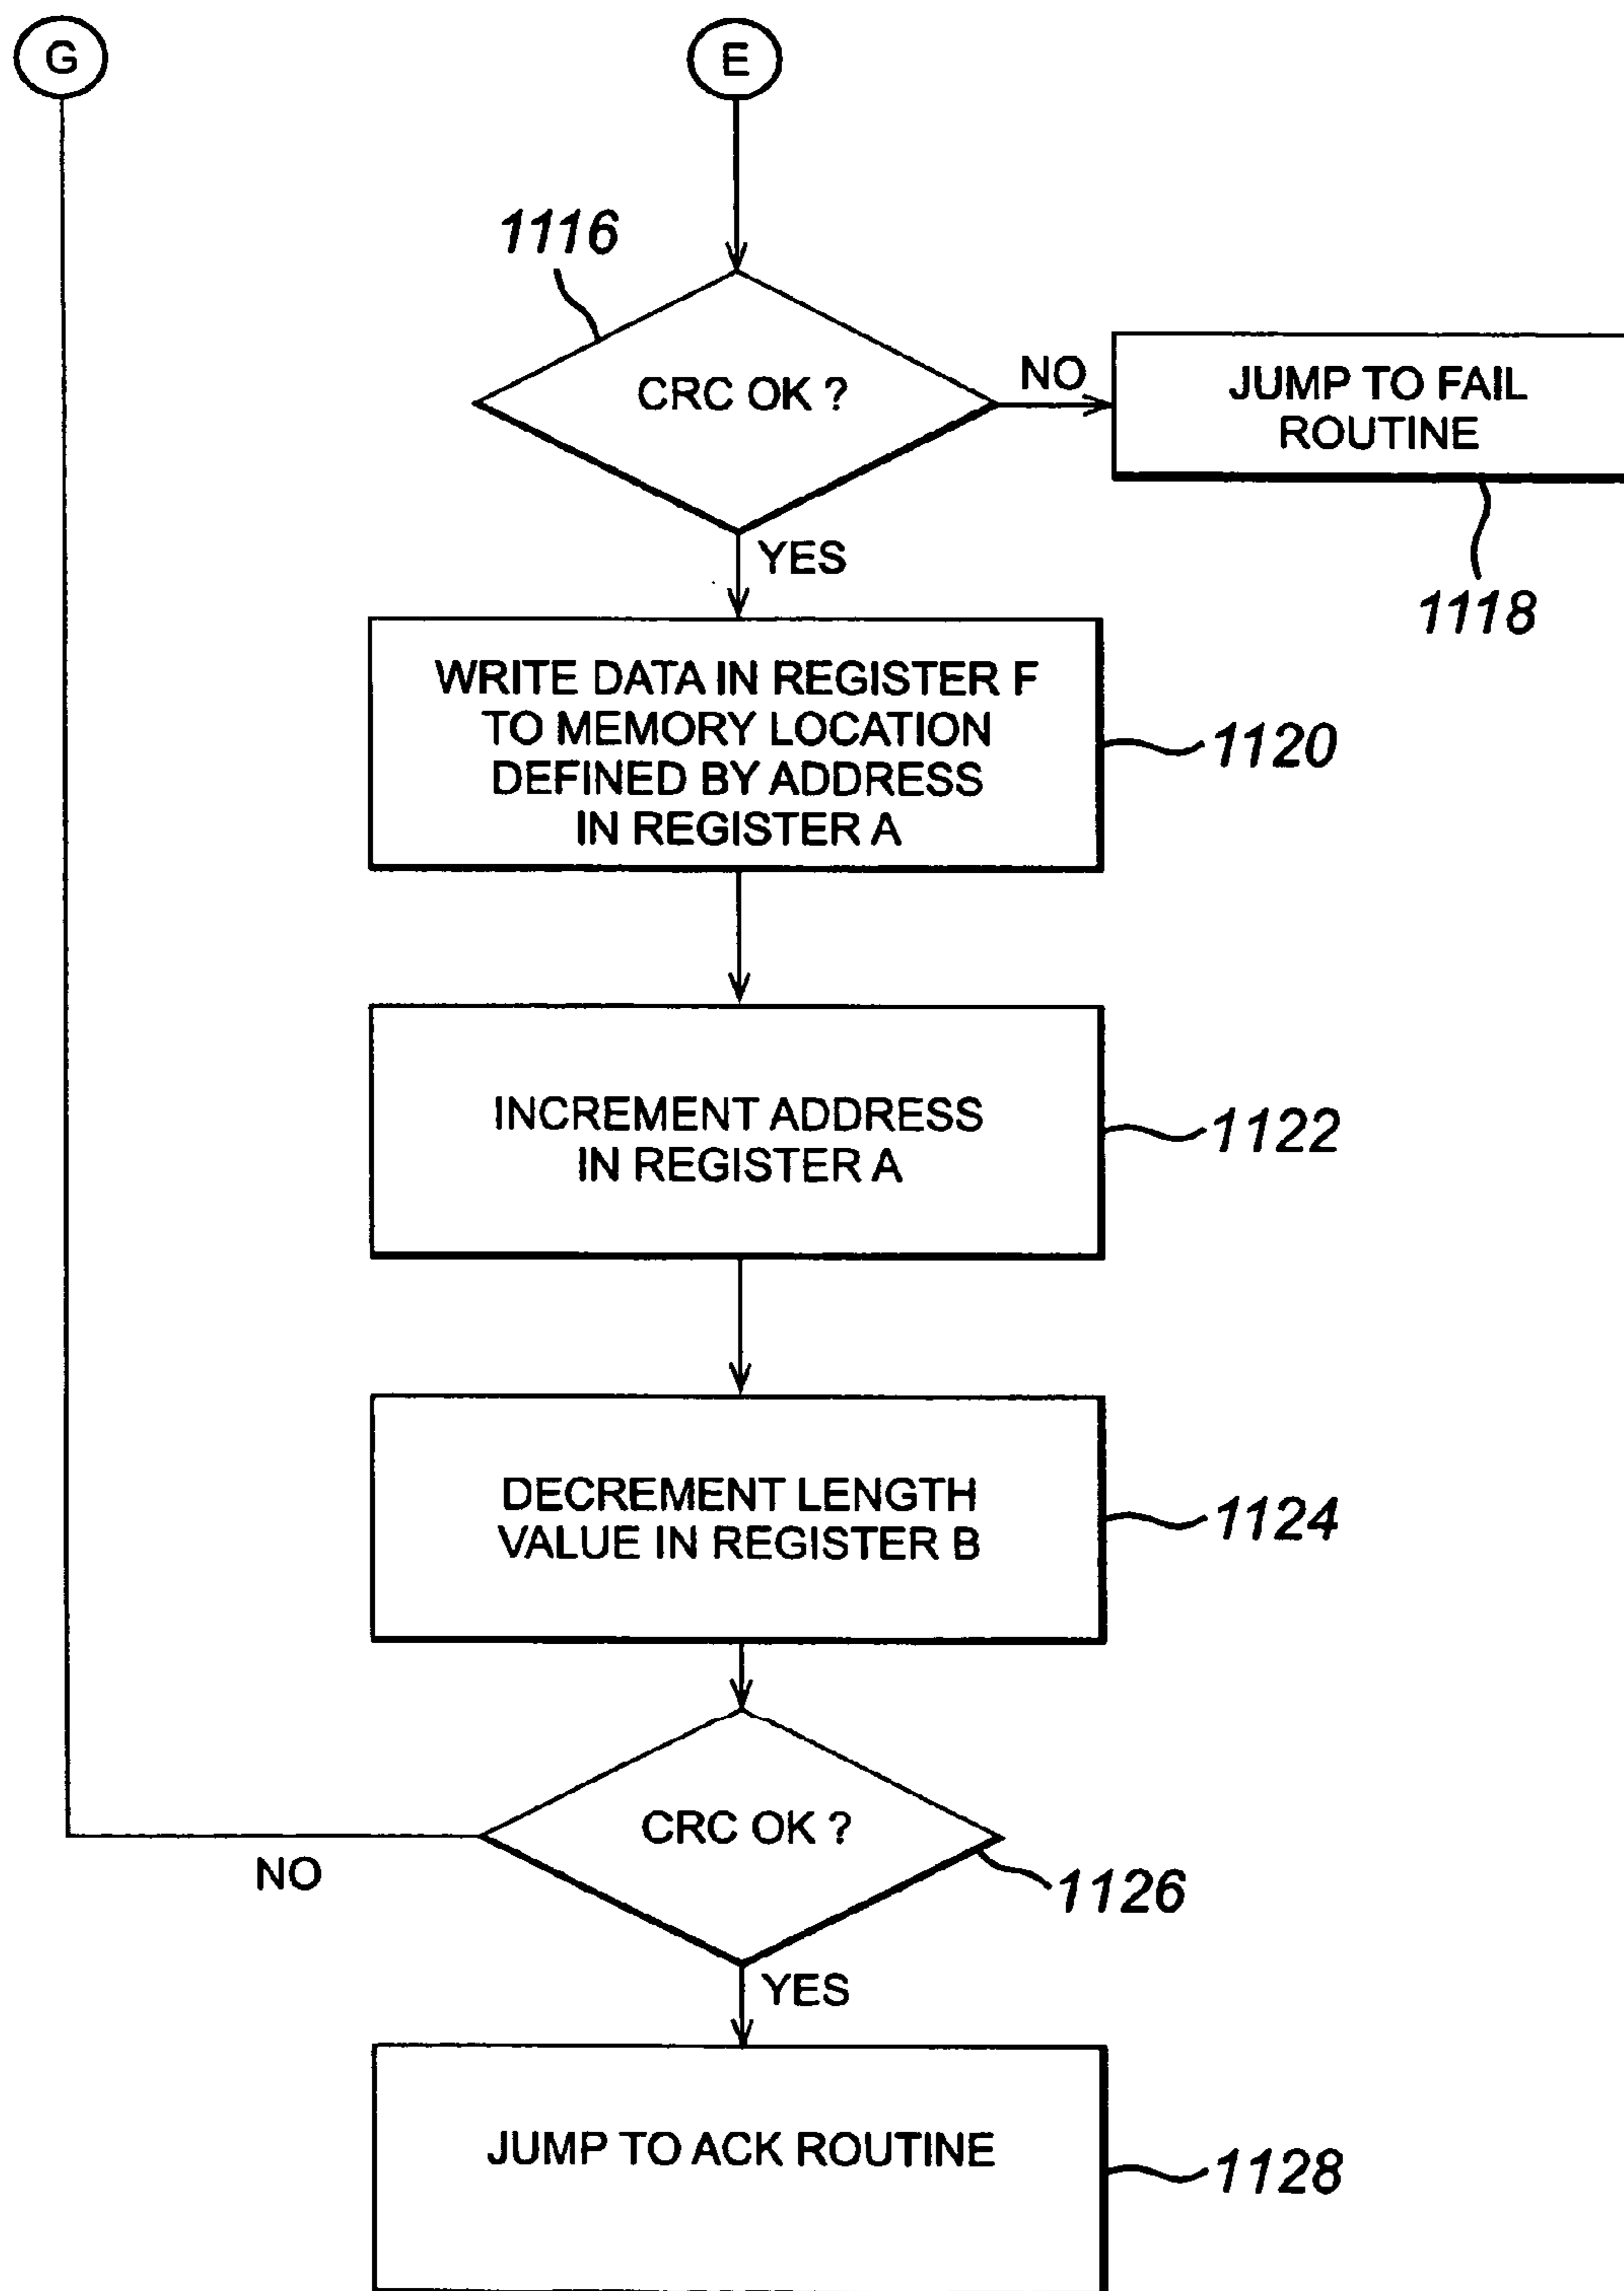 G
E
1116
CRC OK ?
NO
JUMP TO FAIL
ROUTINE
1118
YES
WRITE DATA IN REGISTER F
TO MEMORY LOCATION
DEFINED BY ADDRESS
IN REGISTER A
1120
INCREMENT ADDRESS
IN REGISTER A
1122
DECREMENT LENGTH
VALUE IN REGISTER B
1124
CRC OK ?
NO
1126
YES
JUMP TO ACK ROUTINE
1128